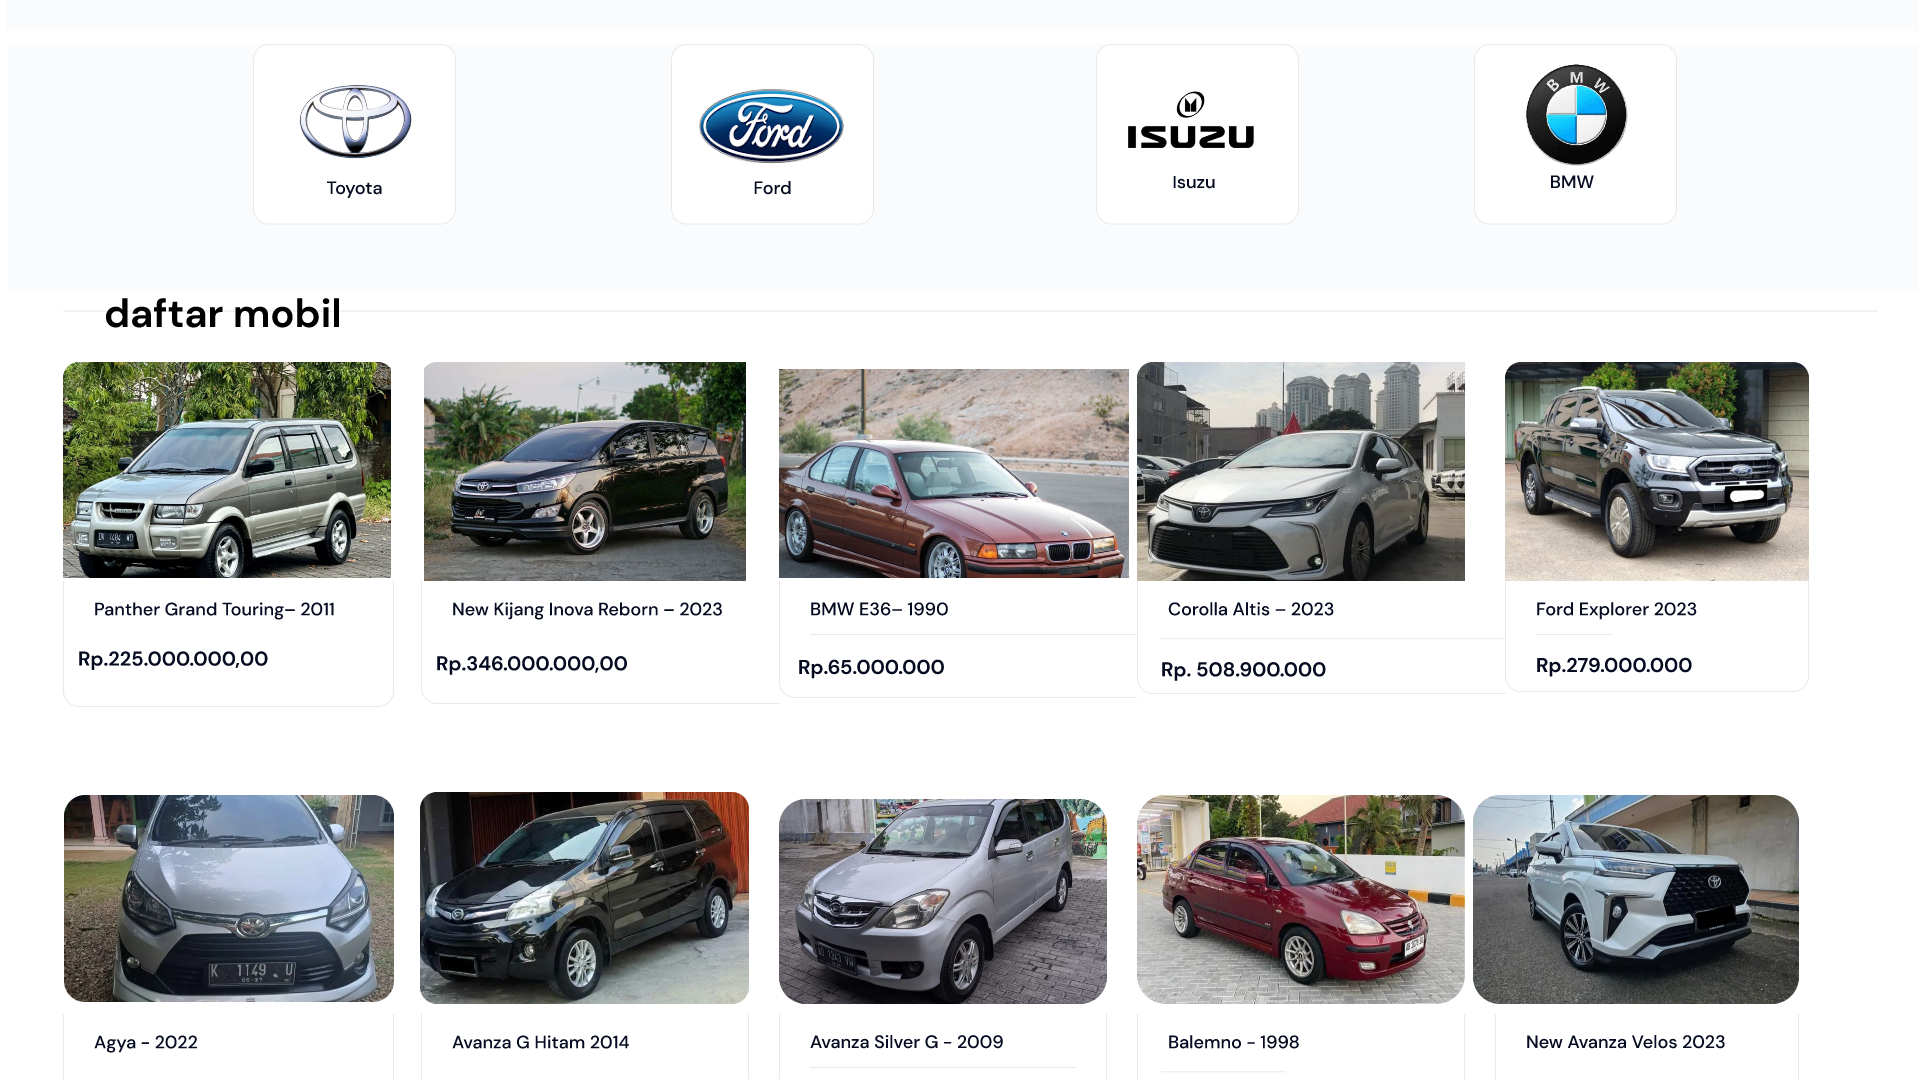 Ford
ISUZU
BMW
Toyota
Ford
Isuzu
BMW
daftar mobil
Panther Grand Touring– 2011
New Kijang Inova Reborn – 2023
BMW E36– 1990
Corolla Altis – 2023
Ford Explorer 2023
Rp.225.000.000,00
Rp.346.000.000,00
Rp.65.000.000
Rp. 508.900.000
Rp.279.000.000
K 1149 U
Agya - 2022
Avanza G Hitam 2014
Avanza Silver G - 2009
Balemno - 1998
New Avanza Velos 2023